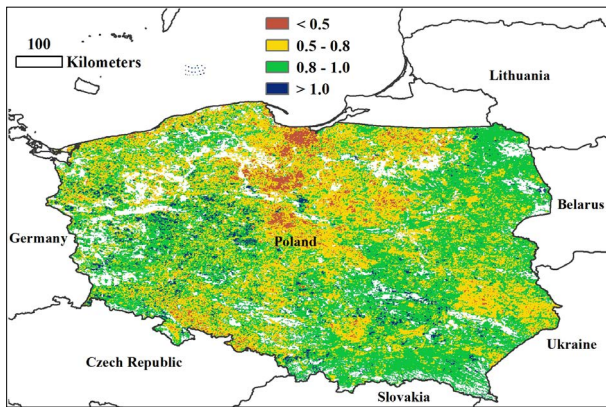 100
Kilometers
< 0.5
0.5 - 0.8
0.8 - 1.0
> 1.0
Lithuania
Belarus
Germany
Poland
Ukraine
Czech Republic
Slovakia